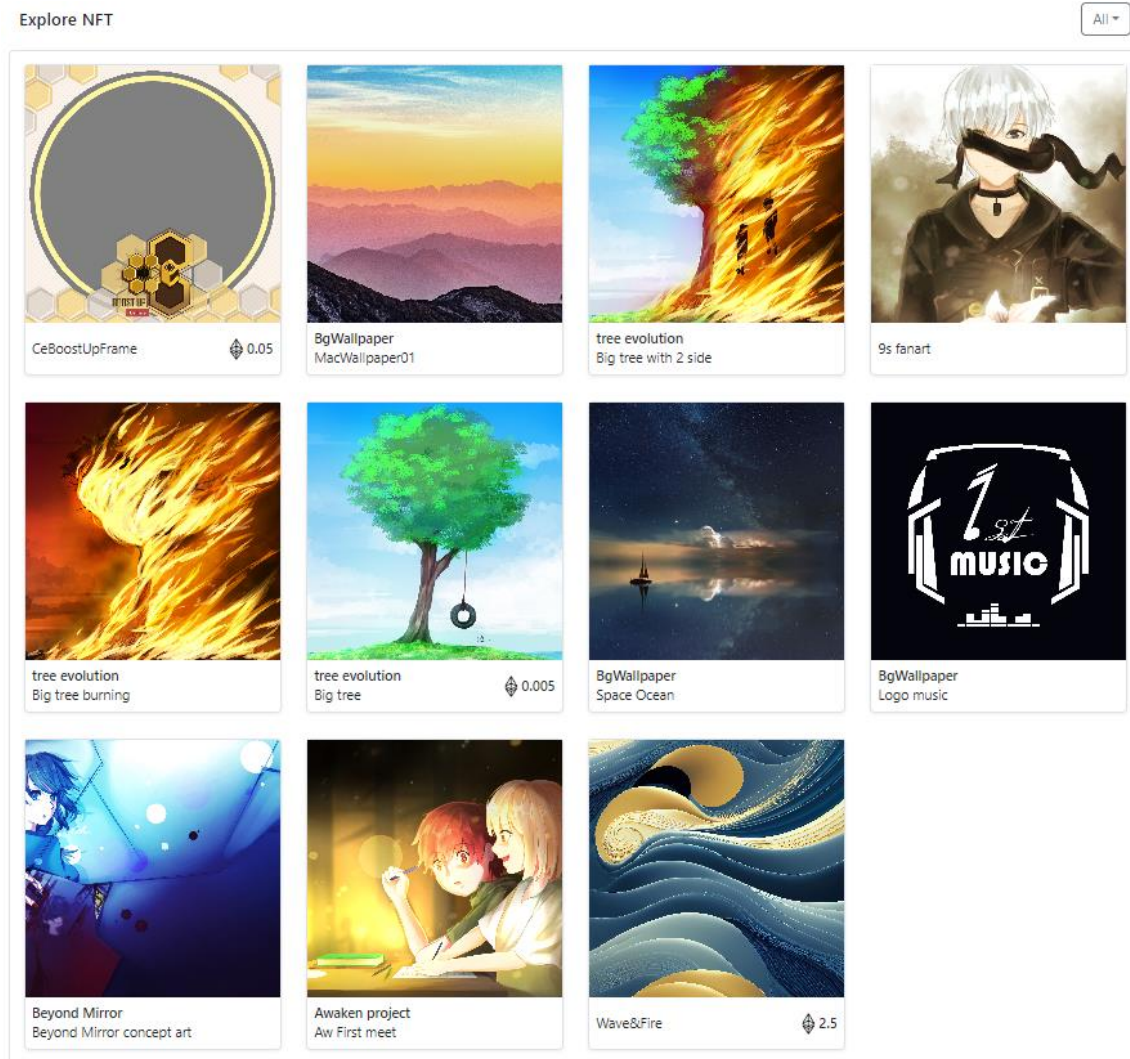 Explore NFT
All
CeBoostUpFrame
0.05
BgWallpaper
MacWallpaper01
tree evolution
Big tree with 2 side
9s fanart
tree evolution
Big tree burning
tree evolution
Big tree
0.005
BgWallpaper
Space Ocean
1st
MUSIC
BgWallpaper
Logo music
Beyond Mirror
Beyond Mirror concept art
Awaken project
Aw First meet
Wave&Fire
2.5